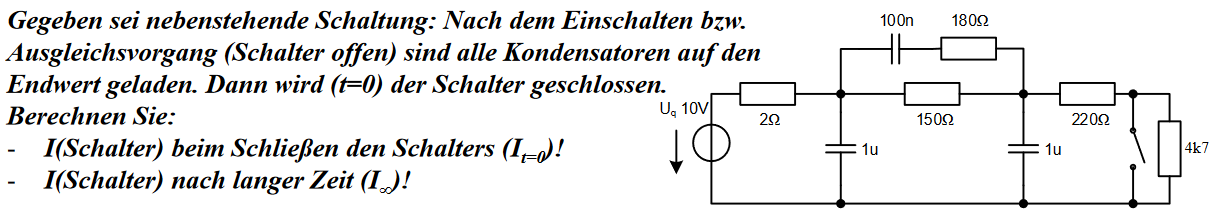 Gegeben sei nebenstehende Schaltung: Nach dem Einschalten bzw.
Ausgleichsvorgang (Schalter offen) sind alle Kondensatoren auf den
Endwert geladen. Dann wird (t=0) der Schalter geschlossen.
Berechnen Sie:
- I(Schalter) beim Schließen den Schalters (It=0)!
- I(Schalter) nach langer Zeit (I∞)!
100n 180Ω
Uq 10V
2Ω 150Ω 220Ω
1u 1u 4k7